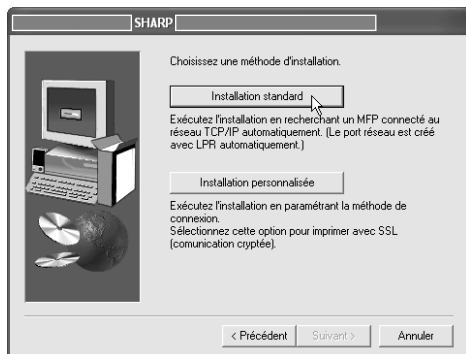 SHARP
Choisissez une méthode d'installation.
Installation standard
Exécutez l'installation en recherchant un MFP connecté au
réseau TCP/IP automatiquement. (Le port réseau est créé
avec LPR automatiquement.)
Installation personnalisée
Exécutez l'installation en paramétrant la méthode de
connexion.
Sélectionnez cette option pour imprimer avec SSL
(comunication cryptée).
< Précédent
Suivant >
Annuler